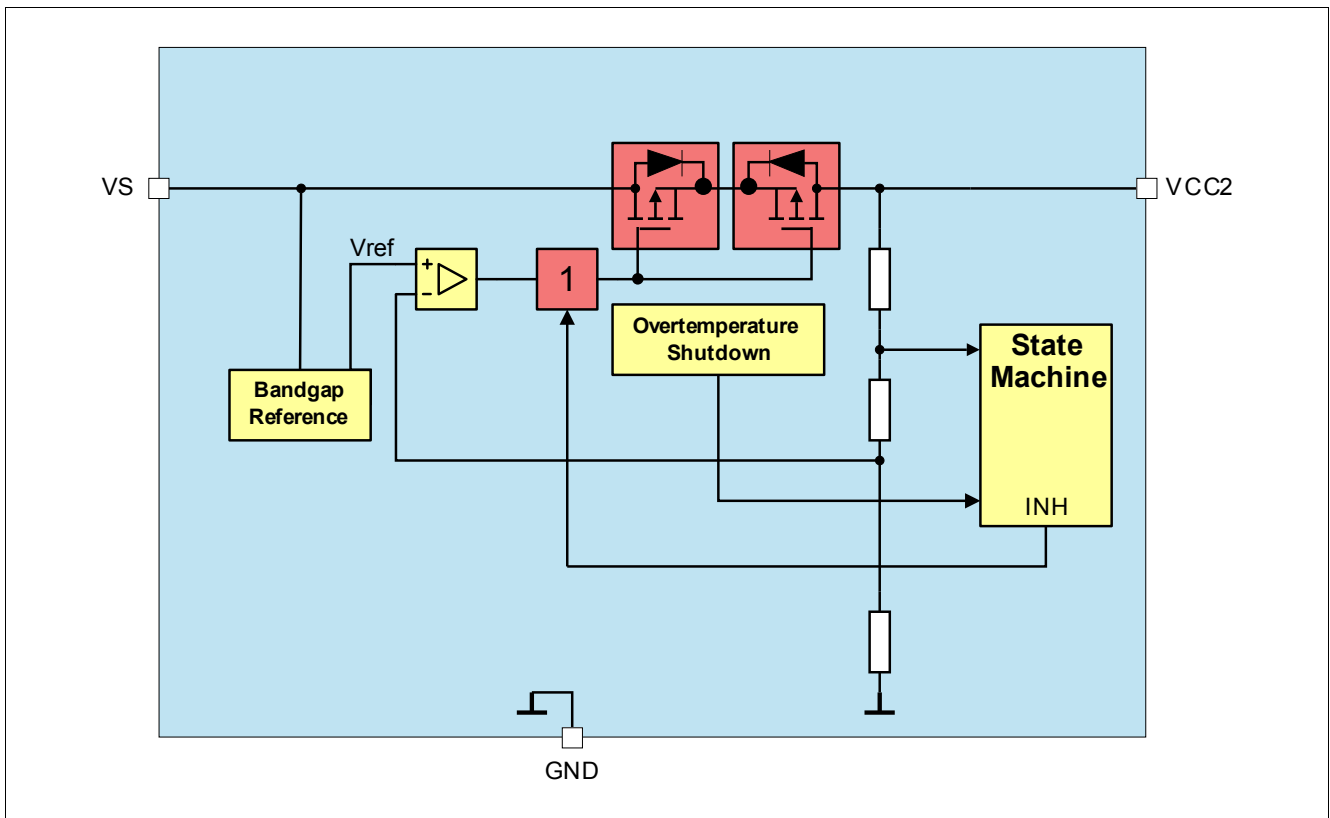 VS
VCC2
Vref
+
-
1
Overtemperature
Shutdown
State
Machine
Bandgap
Reference
INH
GND